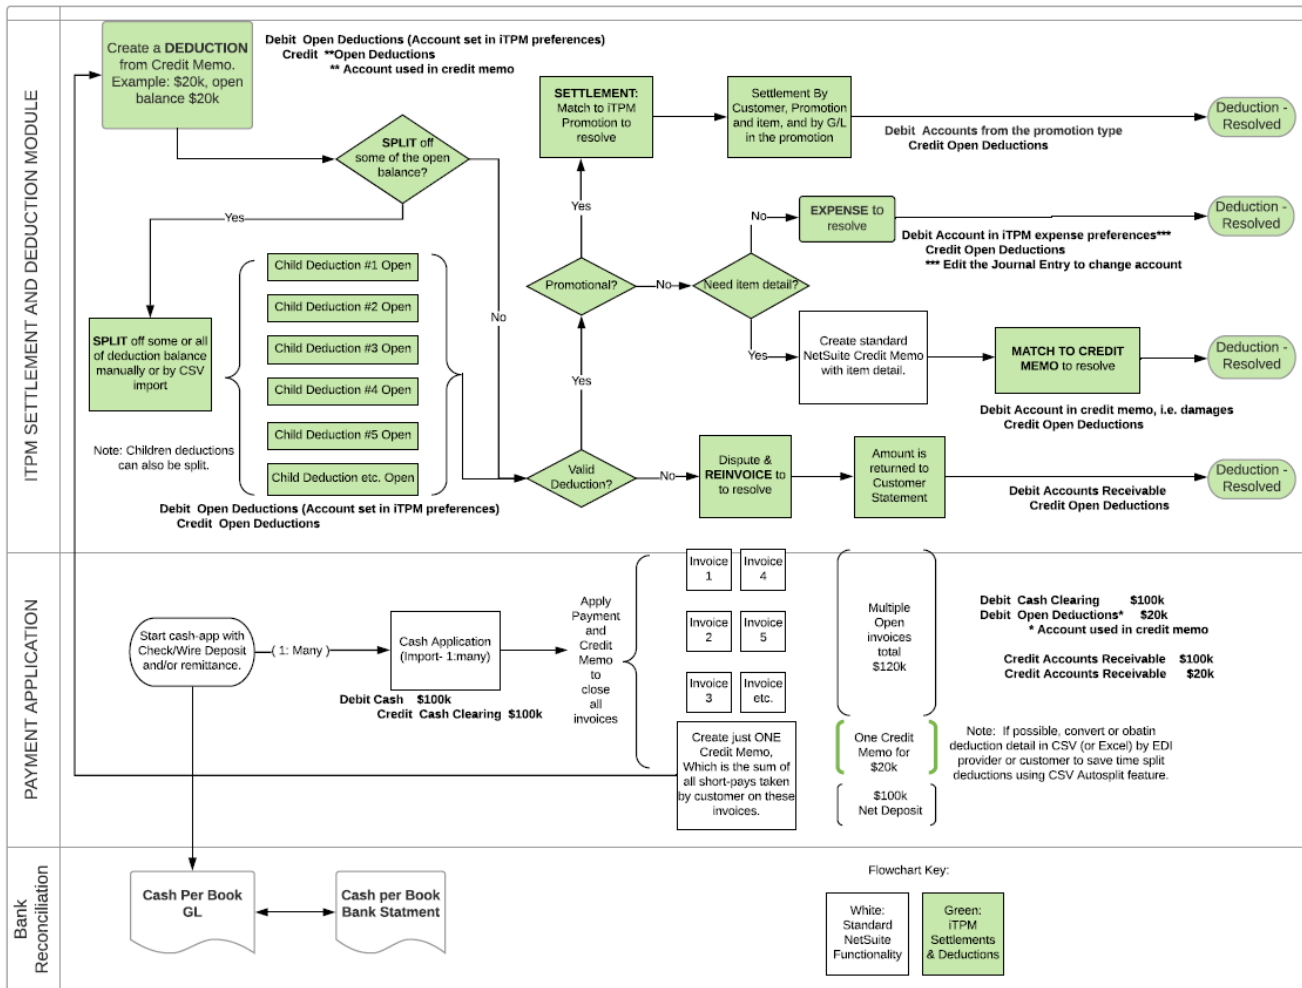 ITPM SETTLEMENT AND DEDUCTION MODULE
Create a DEDUCTION
from Credit Memo.
Example: $20k, open
balance $20k
Debit Open Deductions (Account set in iTPM preferences)
Credit **Open Deductions
** Account used in credit memo
SPLIT off
some of the open
balance?
Yes
No
SPLIT off some or all
of deduction balance
manually or by CSV
import
Note: Children deductions
can also be split.
Child Deduction #1 Open
Child Deduction #2 Open
Child Deduction #3 Open
Child Deduction #4 Open
Child Deduction #5 Open
Child Deduction etc. Open
Debit Open Deductions (Account set in iTPM preferences)
Credit Open Deductions
SETTLEMENT:
Match to iTPM
Promotion to
resolve
Settlement By
Customer, Promotion
and item, and by G/L
in the promotion
Debit Accounts from the promotion type
Credit Open Deductions
Deduction -
Resolved
Yes
Promotional?
No
Need item detail?
No
EXPENSE to
resolve
Debit Account in iTPM expense preferences***
Credit Open Deductions
*** Edit the Journal Entry to change account
Deduction -
Resolved
Yes
Create standard
NetSuite Credit Memo
with item detail.
MATCH TO CREDIT
MEMO to resolve
Debit Account in credit memo, i.e. damages
Credit Open Deductions
Deduction -
Resolved
Yes
Valid
Deduction?
No
Dispute &
REINVOICE to
to resolve
Amount is
returned to
Customer
Statement
Debit Accounts Receivable
Credit Open Deductions
Deduction -
Resolved
PAYMENT APPLICATION
Start cash-app with
Check/Wire Deposit
and/or remittance.
( 1: Many )
Cash Application
(Import- 1:many)
Debit Cash $100k
Credit Cash Clearing $100k
Apply
Payment
and
Credit
Memo
to
close
all
invoices
Invoice
1
Invoice
4
Invoice
2
Invoice
5
Invoice
3
Invoice
etc.
Create just ONE
Credit Memo,
Which is the sum of
all short-pays taken
by customer on these
invoices.
Multiple
Open
invoices
total
$120k
One Credit
Memo for
$20k
$100k
Net Deposit
Debit Cash Clearing $100k
Debit Open Deductions* $20k
* Account used in credit memo
Credit Accounts Receivable $100k
Credit Accounts Receivable $20k
Note: If possible, convert or obatin
deduction detail in CSV (or Excel) by EDI
provider or customer to save time split
deductions using CSV Autosplit feature.
Bank
Reconciliation
Cash Per Book
GL
Cash per Book
Bank Statment
Flowchart Key:
White:
Standard
NetSuite
Functionality
Green:
iTPM
Settlements
& Deductions